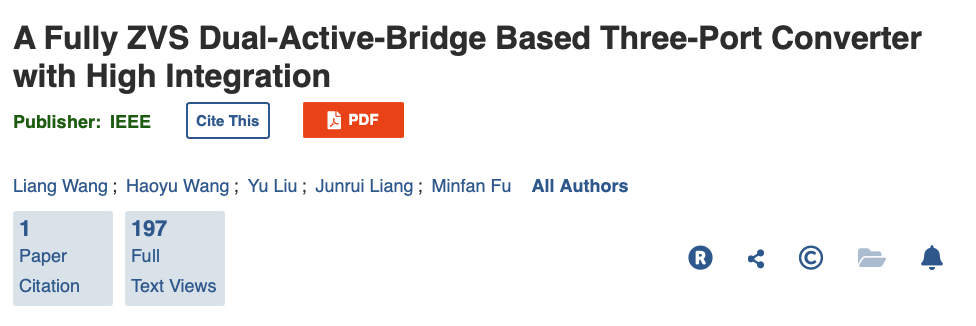 A Fully ZVS Dual-Active-Bridge Based Three-Port Converter
with High Integration
Publisher: IEEE Cite This PDF
Liang Wang ; Haoyu Wang ; Yu Liu ; Junrui Liang ; Minfan Fu All Authors
1 197
Paper Full
Citation Text Views
R C